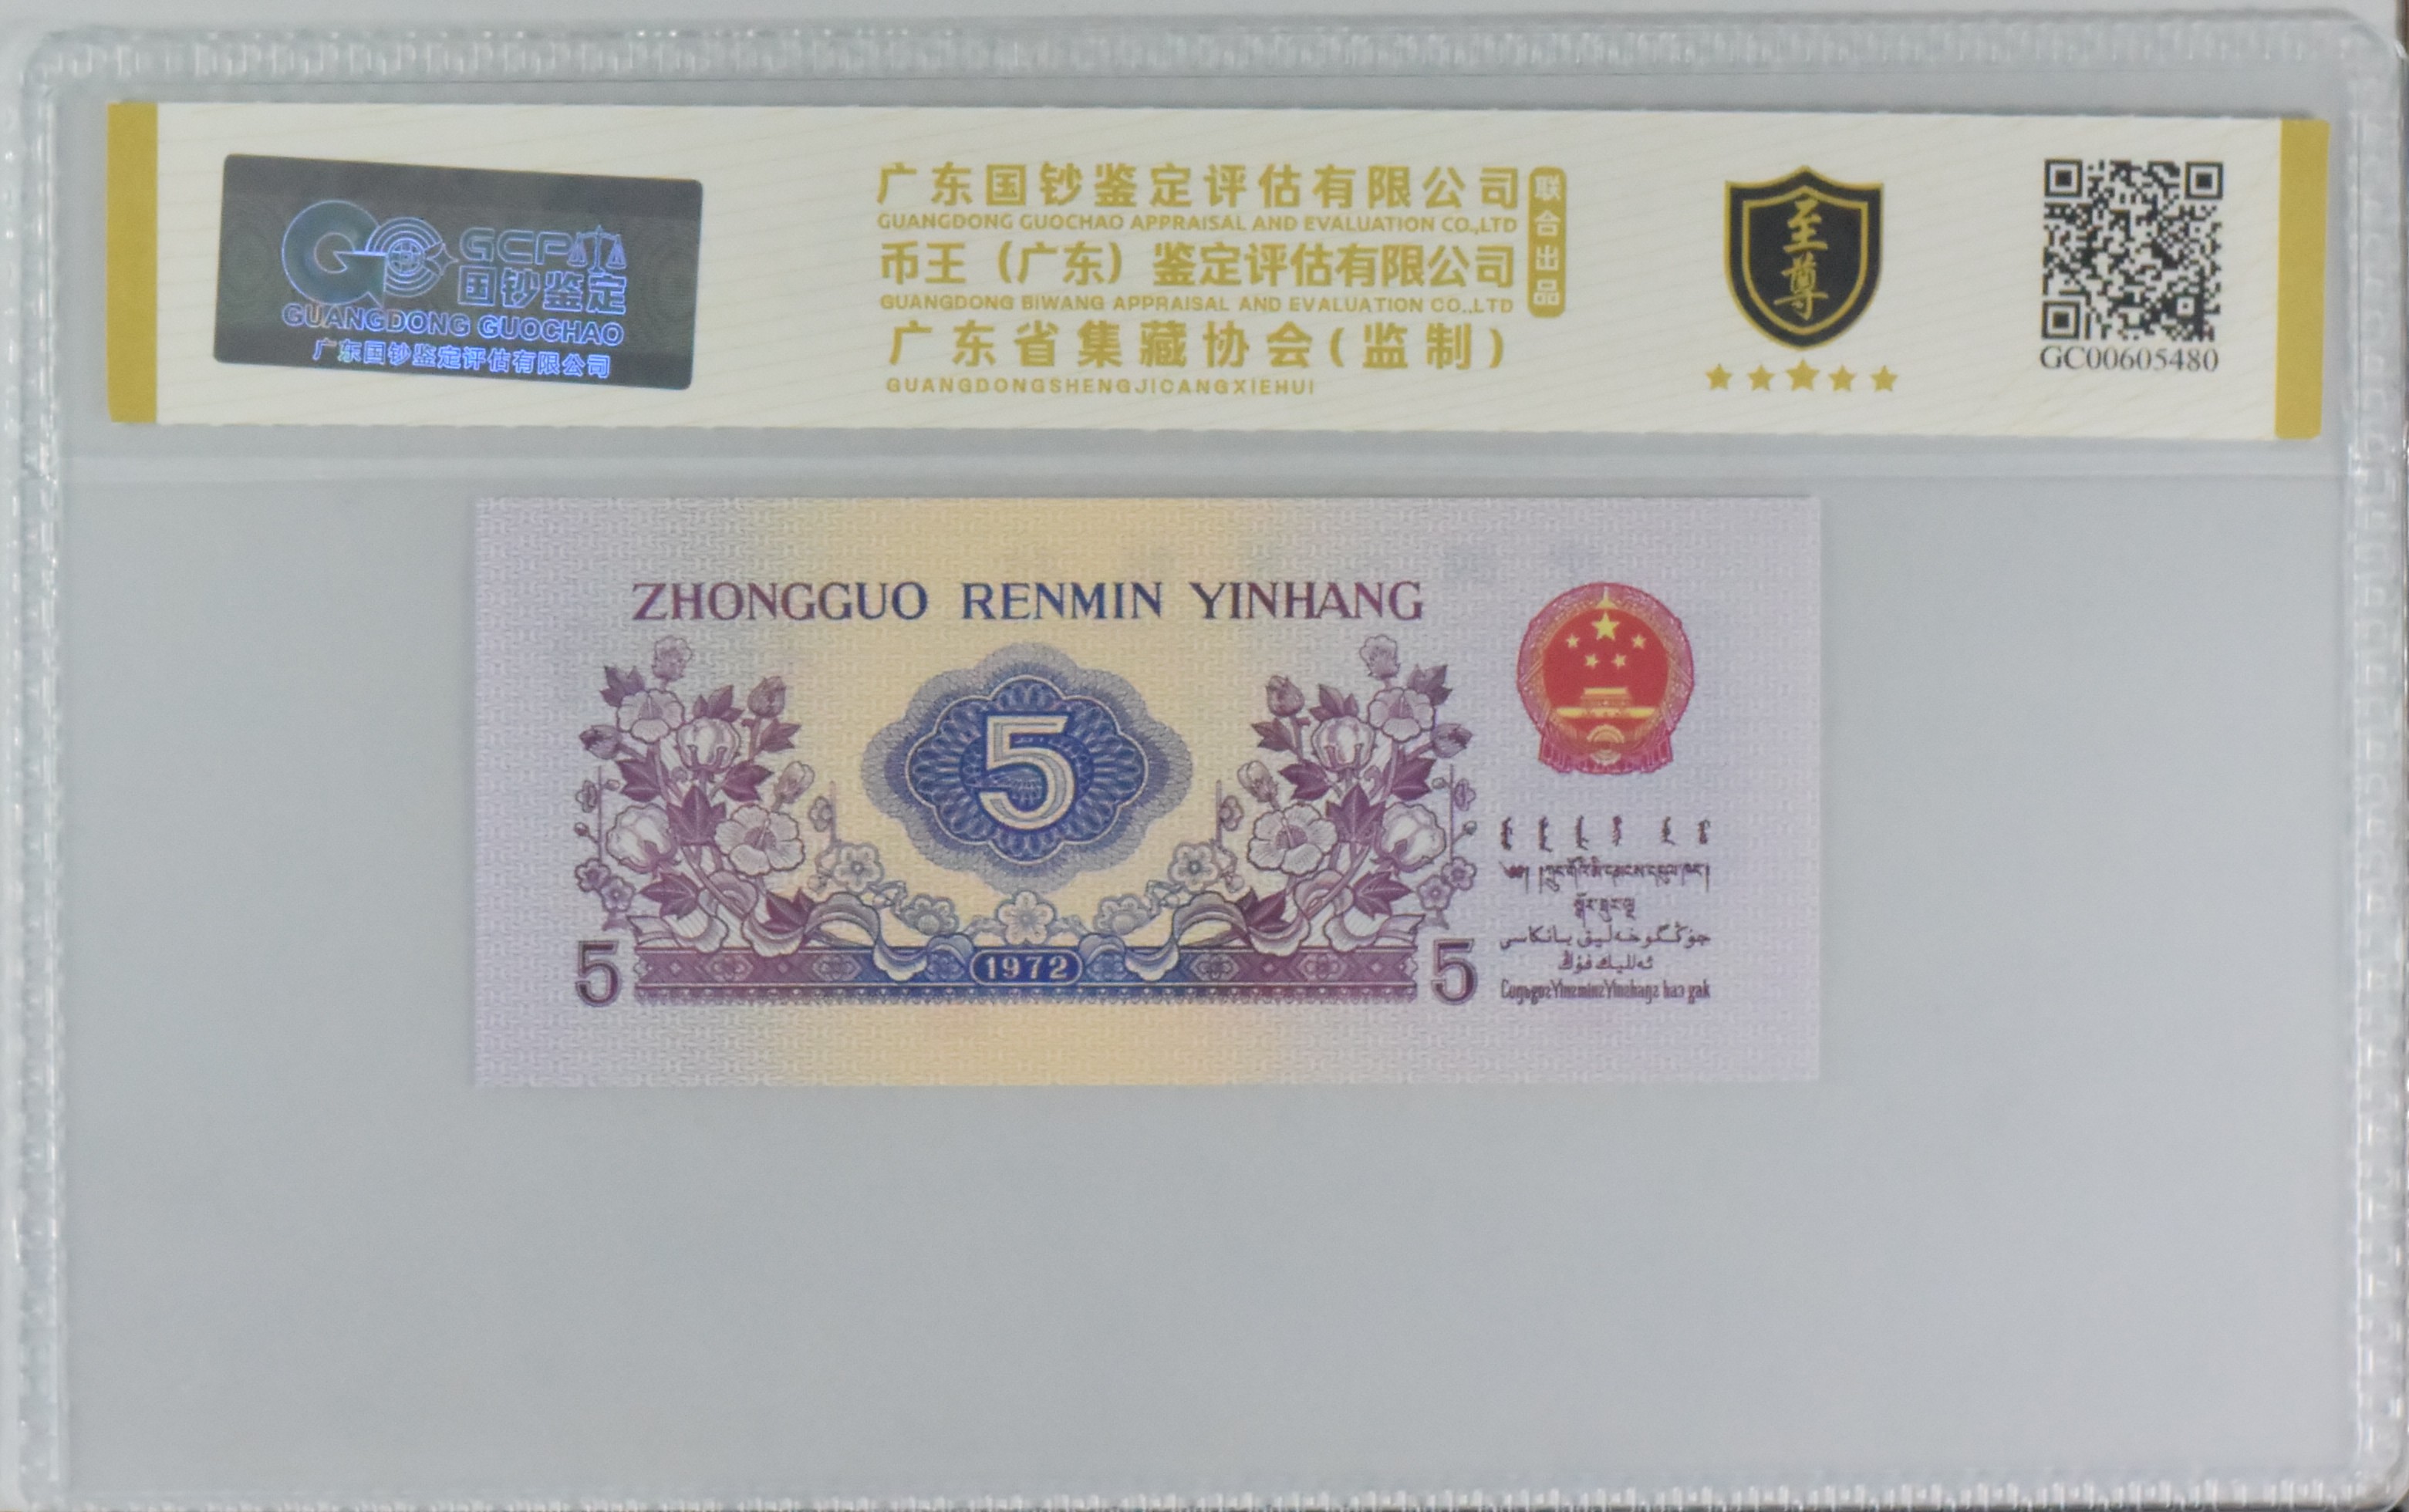 GCP
国钞鉴定
GUANGDONG GUOCHAO
广东国钞鉴定评估有限公司
广东国钞鉴定评估有限公司
GUANGDONG GUOCHAO APPRAISAL AND EVALUATION CO.,LTD
币王（广东）鉴定评估有限公司
GUANGDONG BIWANG APPRAISAL AND EVALUATION CO.,LTD
广东省集藏协会(监制)
GUANGDONGSHENGJICANGXIEHUI
联合出品
至尊
GC00605480
ZHONGGUO RENMIN YINHANG
5
1972
5
5
جۇڭگو خەلىق بانكاسى